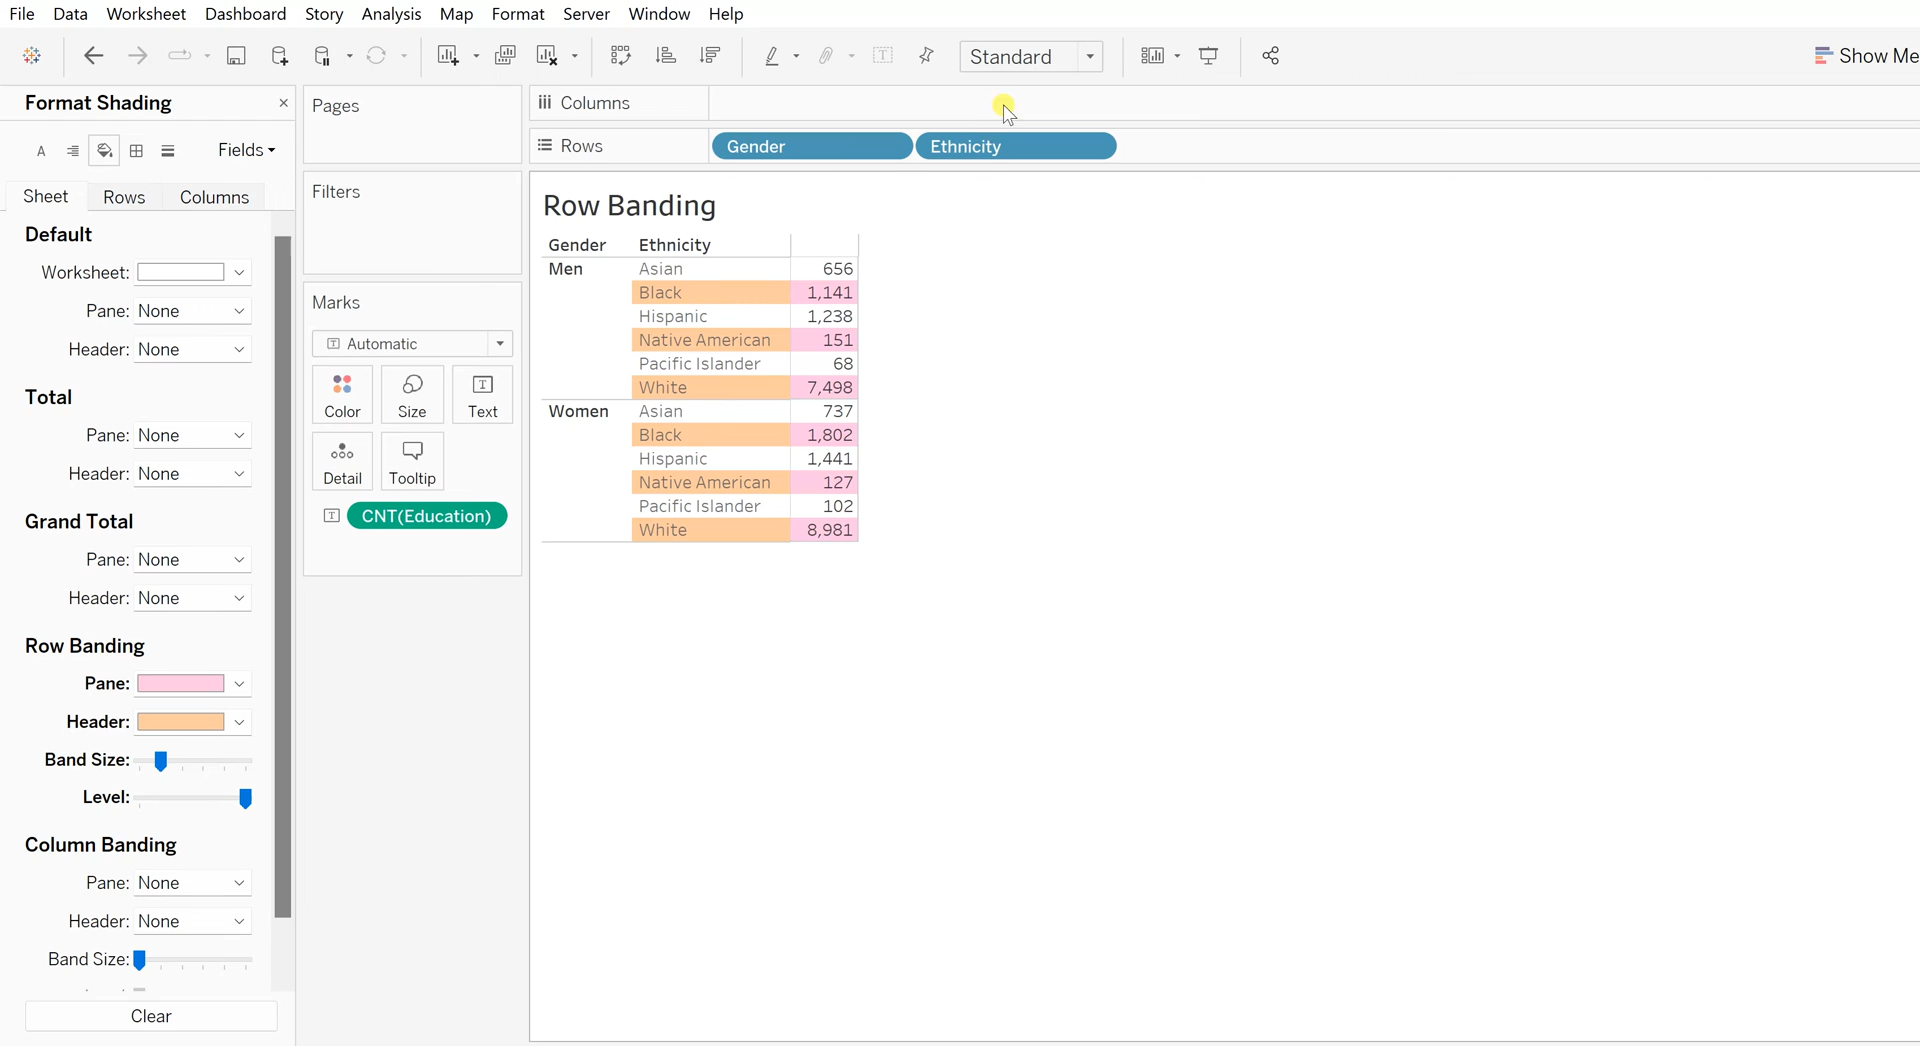 File Data Worksheet Dashboard Story Analysis Map Format Server Window Help
Standard
Show Me
Format Shading
A
Fields
Sheet Rows Columns
Default
Worksheet:
Pane: None
Header: None
Total
Pane: None
Header: None
Grand Total
Pane: None
Header: None
Row Banding
Pane:
Header:
Band Size:
Level:
Column Banding
Pane: None
Header: None
Band Size:
Clear
Pages
Filters
Marks
T Automatic
Color Size T Text
Detail Tooltip
T CNT(Education)
Columns
Rows Gender Ethnicity
Row Banding
Gender Ethnicity
Men Asian 656
Black 1,141
Hispanic 1,238
Native American 151
Pacific Islander 68
White 7,498
Women Asian 737
Black 1,802
Hispanic 1,441
Native American 127
Pacific Islander 102
White 8,981